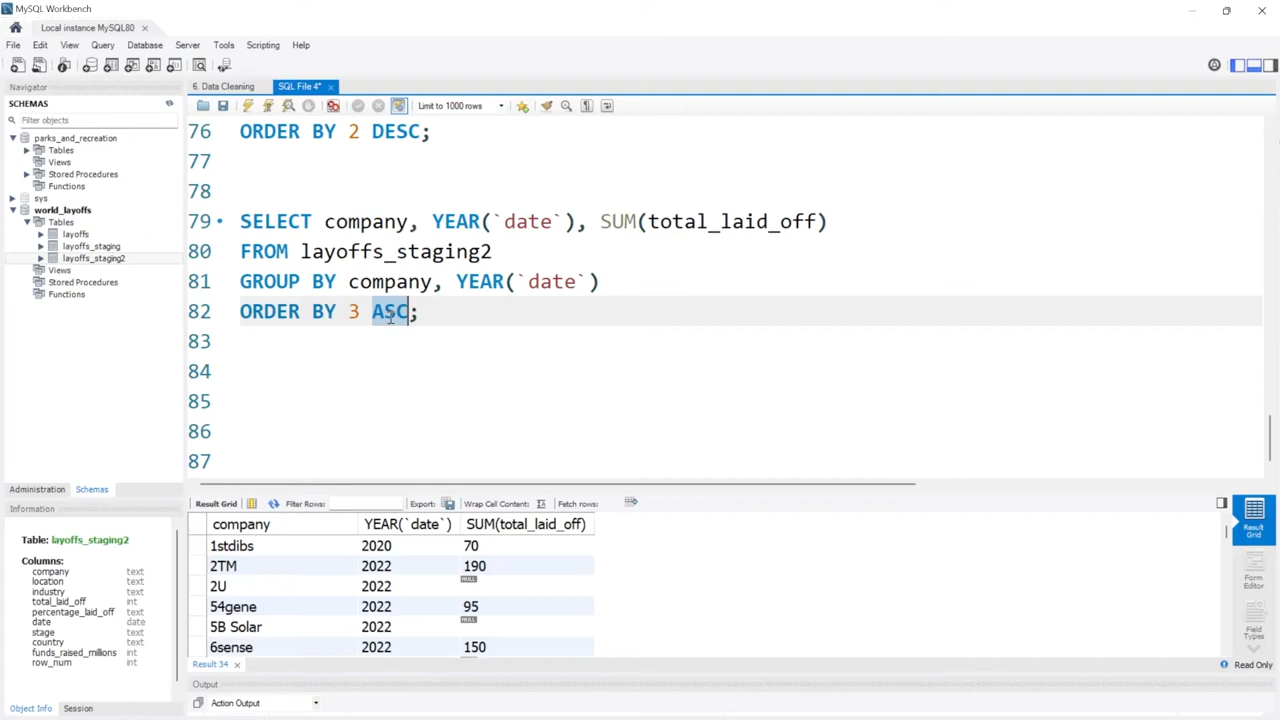 MySQL Workbench
Local instance MySQL80
File Edit View Query Database Server Tools Scripting Help
Navigator
SCHEMAS
Filter objects
parks_and_recreation
Tables
Views
Stored Procedures
Functions
sys
world_layoffs
Tables
layoffs
layoffs_staging
layoffs_staging2
Views
Stored Procedures
Functions
Administration Schemas
Information
Table: layoffs_staging2
Columns:
company text
location text
industry text
total_laid_off int
percentage_laid_off text
date date
stage text
country text
funds_raised_millions int
row_num int
Object Info Session
6. Data Cleaning SQL File 4*
Limit to 1000 rows
76 ORDER BY 2 DESC;
77
78
79 SELECT company, YEAR(`date`), SUM(total_laid_off)
80 FROM layoffs_staging2
81 GROUP BY company, YEAR(`date`)
82 ORDER BY 3 ASC;
83
84
85
86
87
Result Grid Filter Rows: Export: Wrap Cell Content: Fetch rows:
company YEAR(`date`) SUM(total_laid_off)
1stdibs 2020 70
2TM 2022 190
2U 2022 NULL
54gene 2022 95
5B Solar 2022 NULL
6sense 2022 150
Result 34
Output
Action Output
Result Grid
Form Editor
Field Types
Read Only